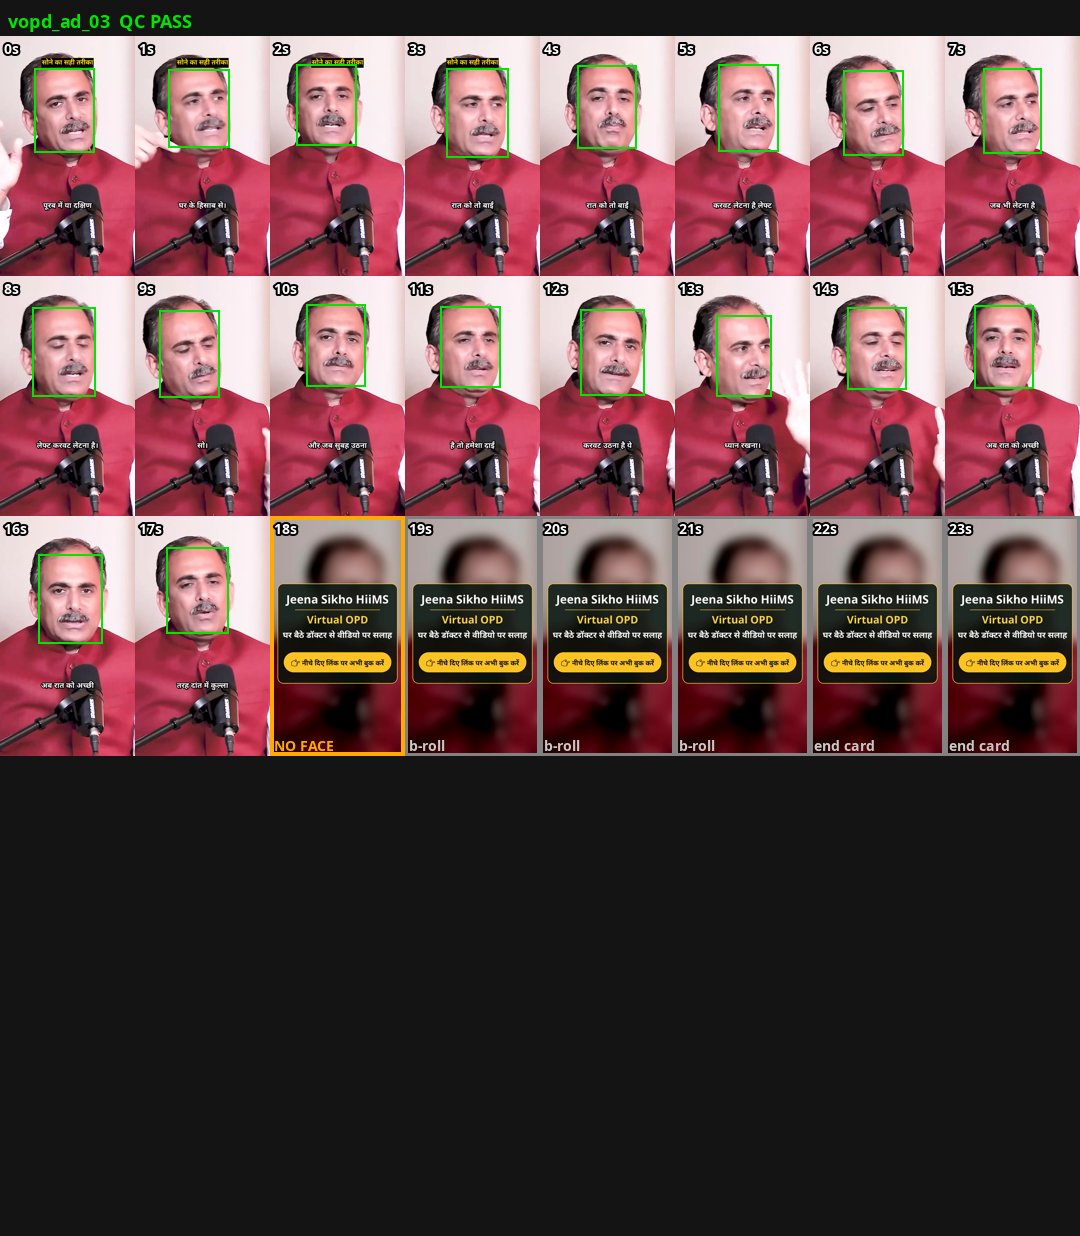 vopd_ad_03 QC PASS
0s 1s 2s 3s 4s 5s 6s 7s
सोने का सही तरीका सोने का सही तरीका सोने का सही तरीका सोने का सही तरीका
पूरब में या दक्षिण घर के हिसाब से। रात को तो बाईं रात को तो बाईं करवट लेटना है लेफ्ट जब भी लेटना है
8s 9s 10s 11s 12s 13s 14s 15s
लेफ्ट करवट लेटना है। सो। और जब सुबह उठना है तो हमेशा दाईं करवट उठना है ये ध्यान रखना। अब रात को अच्छी
16s 17s 18s 19s 20s 21s 22s 23s
Jeena Sikho HiiMS Jeena Sikho HiiMS Jeena Sikho HiiMS Jeena Sikho HiiMS Jeena Sikho HiiMS Jeena Sikho HiiMS
Virtual OPD Virtual OPD Virtual OPD Virtual OPD Virtual OPD Virtual OPD
घर बैठे डॉक्टर से वीडियो पर सलाह घर बैठे डॉक्टर से वीडियो पर सलाह घर बैठे डॉक्टर से वीडियो पर सलाह घर बैठे डॉक्टर से वीडियो पर सलाह घर बैठे डॉक्टर से वीडियो पर सलाह घर बैठे डॉक्टर से वीडियो पर सलाह
👉 नीचे दिए लिंक पर अभी बुक करें 👉 नीचे दिए लिंक पर अभी बुक करें 👉 नीचे दिए लिंक पर अभी बुक करें 👉 नीचे दिए लिंक पर अभी बुक करें 👉 नीचे दिए लिंक पर अभी बुक करें 👉 नीचे दिए लिंक पर अभी बुक करें
अब रात को अच्छी तरह दात में कुल्ला
NO FACE b-roll b-roll b-roll end card end card